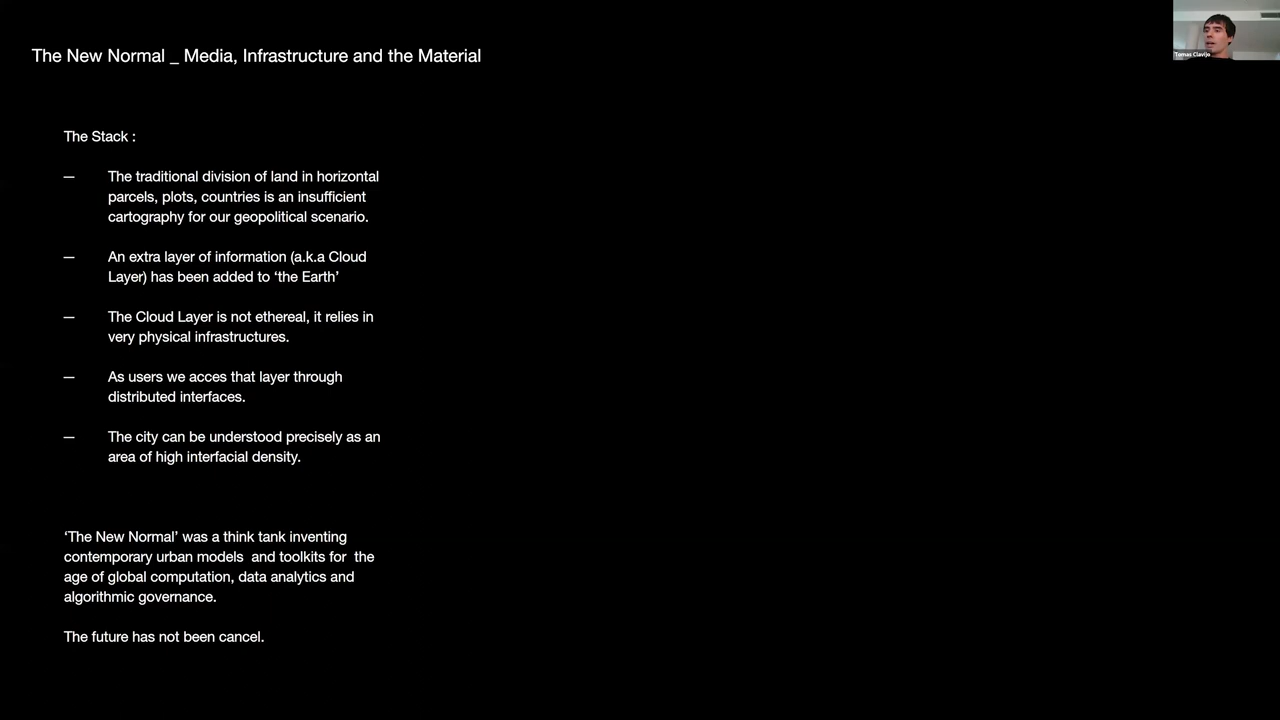 The New Normal _ Media, Infrastructure and the Material
Tomas Clavijo
The Stack :
— The traditional division of land in horizontal
parcels, plots, countries is an insufficient
cartography for our geopolitical scenario.
— An extra layer of information (a.k.a Cloud
Layer) has been added to ‘the Earth’
— The Cloud Layer is not ethereal, it relies in
very physical infrastructures.
— As users we acces that layer through
distributed interfaces.
— The city can be understood precisely as an
area of high interfacial density.
‘The New Normal’ was a think tank inventing
contemporary urban models  and toolkits for  the
age of global computation, data analytics and
algorithmic governance.
The future has not been cancel.